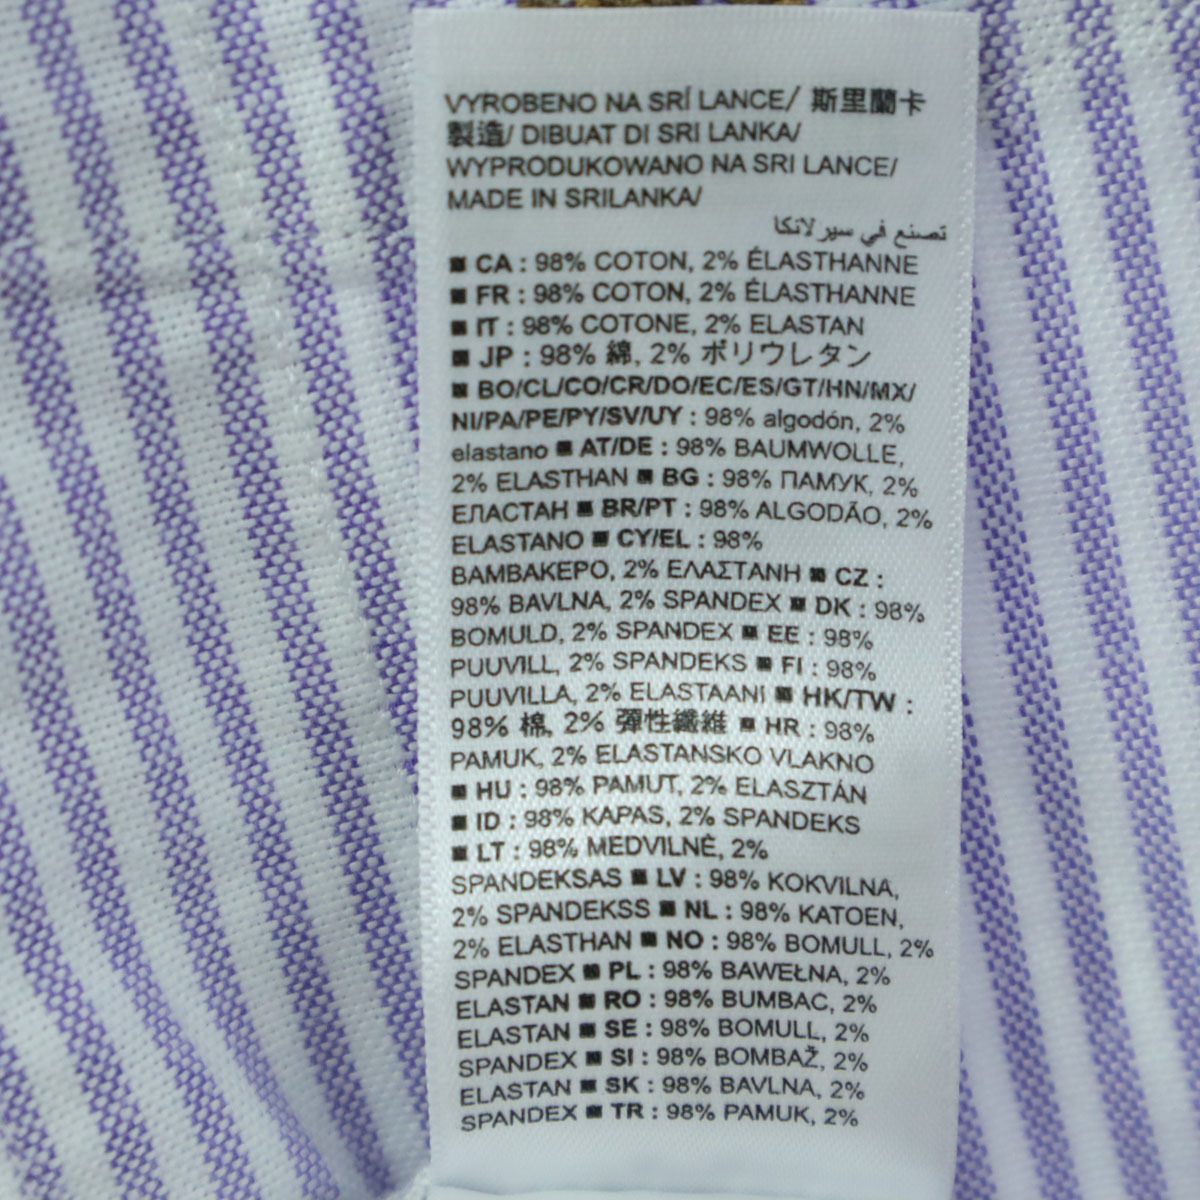 VYROBENO NA SRÍ LANCE/ 斯里蘭卡
製造/ DIBUAT DI SRI LANKA/
WYPRODUKOWANO NA SRI LANCE/
MADE IN SRILANKA/
تصنع في سيرلانكا
■ CA : 98% COTON, 2% ÉLASTHANNE
■ FR : 98% COTON, 2% ÉLASTHANNE
■ IT : 98% COTONE, 2% ELASTAN
■ JP : 98% 綿, 2% ポリウレタン
■ BO/CL/CO/CR/DO/EC/ES/GT/HN/MX/
NI/PA/PE/PY/SV/UY : 98% algodón, 2%
elastano ■ AT/DE : 98% BAUMWOLLE,
2% ELASTHAN ■ BG : 98% ПАМУК, 2%
ЕЛАСТАН ■ BR/PT : 98% ALGODÃO, 2%
ELASTANO ■ CY/EL : 98%
ΒΑΜΒΑΚΕΡΟ, 2% ΕΛΑΣΤΑΝΗ ■ CZ :
98% BAVLNA, 2% SPANDEX ■ DK : 98%
BOMULD, 2% SPANDEX ■ EE : 98%
PUUVILL, 2% SPANDEKS ■ FI : 98%
PUUVILLA, 2% ELASTAANI ■ HK/TW :
98% 棉, 2% 彈性纖維 ■ HR : 98%
PAMUK, 2% ELASTANSKO VLAKNO
■ HU : 98% PAMUT, 2% ELASZTÁN
■ ID : 98% KAPAS, 2% SPANDEKS
■ LT : 98% MEDVILNĖ, 2%
SPANDEKSAS ■ LV : 98% KOKVILNA,
2% SPANDEKSS ■ NL : 98% KATOEN,
2% ELASTHAN ■ NO : 98% BOMULL, 2%
SPANDEX ■ PL : 98% BAWEŁNA, 2%
ELASTAN ■ RO : 98% BUMBAC, 2%
ELASTAN ■ SE : 98% BOMULL, 2%
SPANDEX ■ SI : 98% BOMBAŽ, 2%
ELASTAN ■ SK : 98% BAVLNA, 2%
SPANDEX ■ TR : 98% PAMUK, 2%